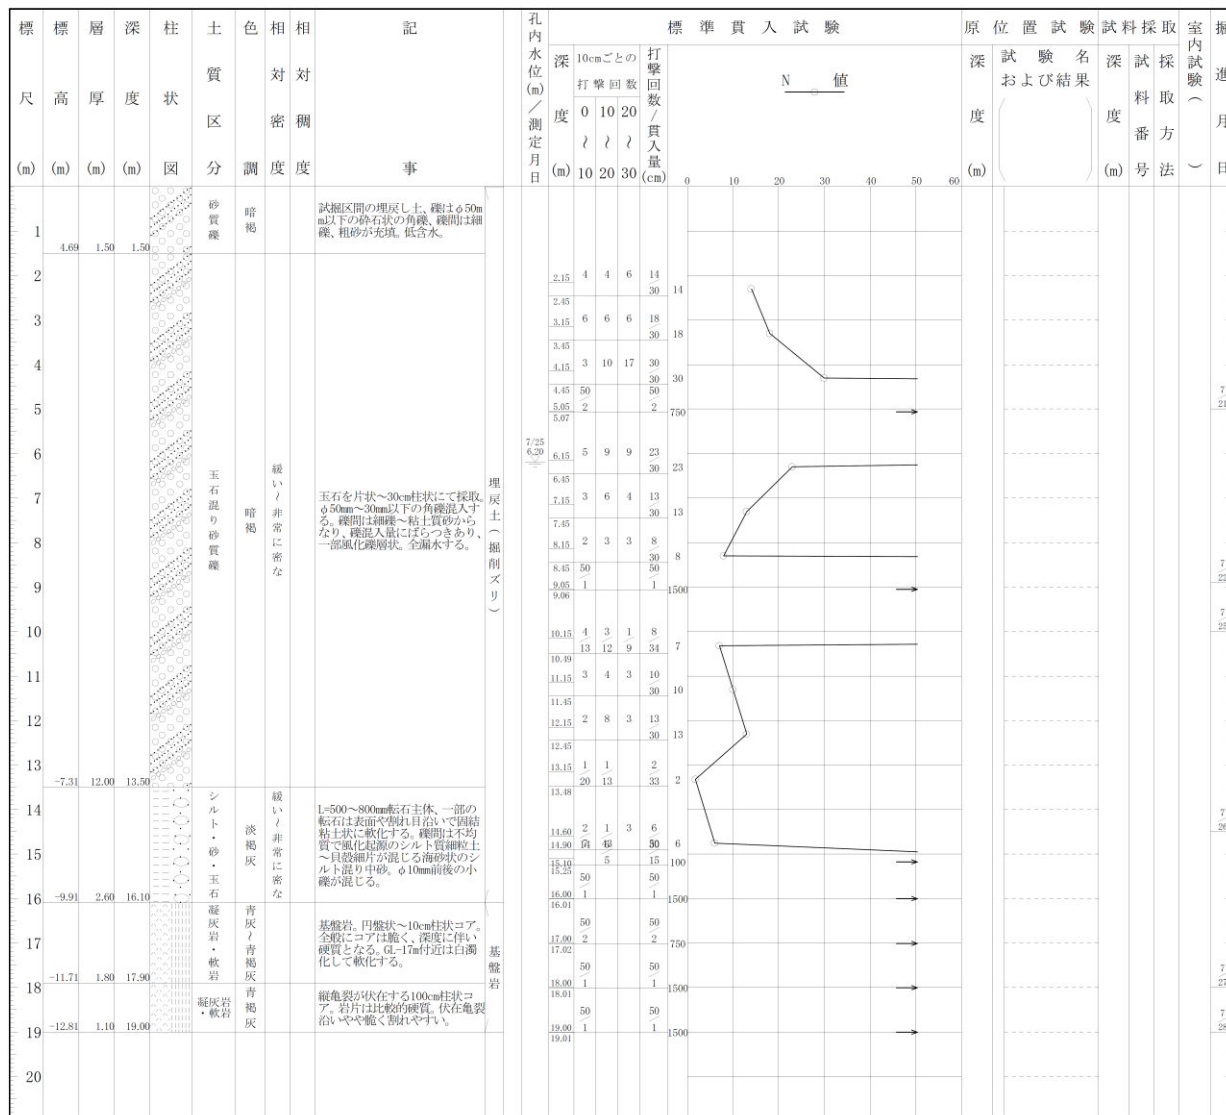 標尺(m)
標高(m)
層厚(m)
深度(m)
柱状図
土質区分
色調
相対密度
相対稠度
記事
孔内水位(m)/測定月日
標準貫入試験
深度(m)
10cmごとの打撃回数
0~10
10~20
20~30
打撃回数/貫入量(cm)
N 値
0 10 20 30 40 50 60
原位置試験
深度(m)
試験名および結果
試料採取
深度(m)
試料番号
採取方法
室内試験( )
掘進月日
1
4.69 1.50 1.50
砂質礫
暗褐
試掘区間の埋戻し土、礫はφ50m
m以下の砕石状の角礫、礫間は細
礫、粗砂が充填。低含水。
2
2.15 4 4 6 14/30 14
2.45
3
3.15 6 6 6 18/30 18
3.45
4
4.15 3 10 17 30/30 30
4.45
5
5.05 50/2 50/2 750
5.07
7/21
6
7/25
6.20
6.15 5 9 9 23/30 23
6.45
玉石混り砂質礫
暗褐
緩い~非常に密な
玉石を片状~30cm柱状にて採取。
φ50mm~30mm以下の角礫混入す
る。礫間は細礫~粘土質砂から
なり、礫混入量にばらつきあり、
一部風化礫層状。全漏水する。
埋戻土(掘削ズリ)
7
7.15 3 6 4 13/30 13
7.45
8
8.15 2 3 3 8/30 8
8.45
9
9.05 50/1 50/1 1500
9.06
7/22
10
10.15 4/13 3/12 1/9 8/34 7
10.49
7/25
11
11.15 3 4 3 10/30 10
11.45
12
12.15 2 8 3 13/30 13
12.45
13
13.15 1/20 1/13 2/33 2
13.48
-7.31 12.00 13.50
14
シルト・砂・玉石
淡褐灰
緩い~非常に密な
L=500~800mm転石主体、一部の
転石は表面や割れ目沿いで固結
粘土状に軟化する。礫間は不均
質で風化起源のシルト質細粒土
~貝殻細片が混じる海砂状のシ
ルト混り中砂。φ10mm前後の小
礫が混じる。
14.60 2 1 3 6 6
14.90
7/26
15
15.10 5 15 100
15.25
16
-9.91 2.60 16.10
16.00 50/1 50/1 1500
16.01
凝灰岩・軟岩
青灰~青褐灰
基盤岩。円盤状~10cm柱状コア。
全般にコアは脆く、深度に伴い
硬質となる。GL-17m付近は白濁
化して軟化する。
基盤岩
17
17.00 50/2 50/2 750
17.02
-11.71 1.80 17.90
18
18.00 50/1 50/1 1500
18.01
7/27
凝灰岩・軟岩
青褐灰
縦亀裂が伏在する100cm柱状コ
ア。岩片は比較的硬質。伏在亀裂
沿いやや脆く割れやすい。
-12.81 1.10 19.00
19
19.00 50/1 50/1 1500
19.01
7/28
20